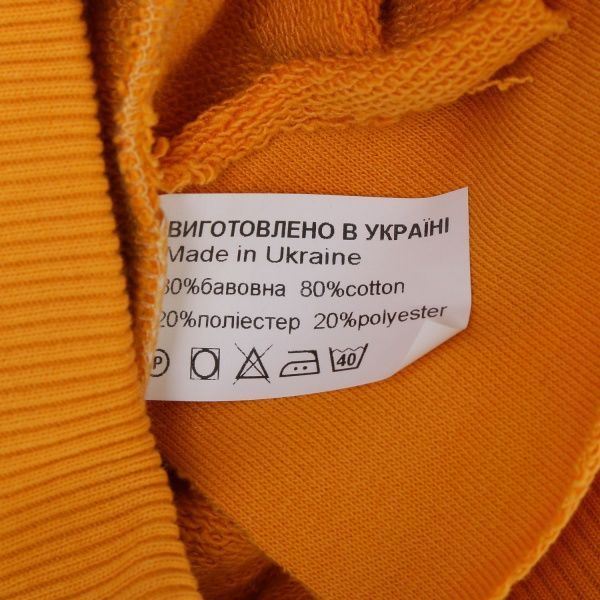 ВИГОТОВЛЕНО В УКРАЇНІ
Made in Ukraine
80%бавовна 80%cotton
20%поліестер 20%polyester
P 40